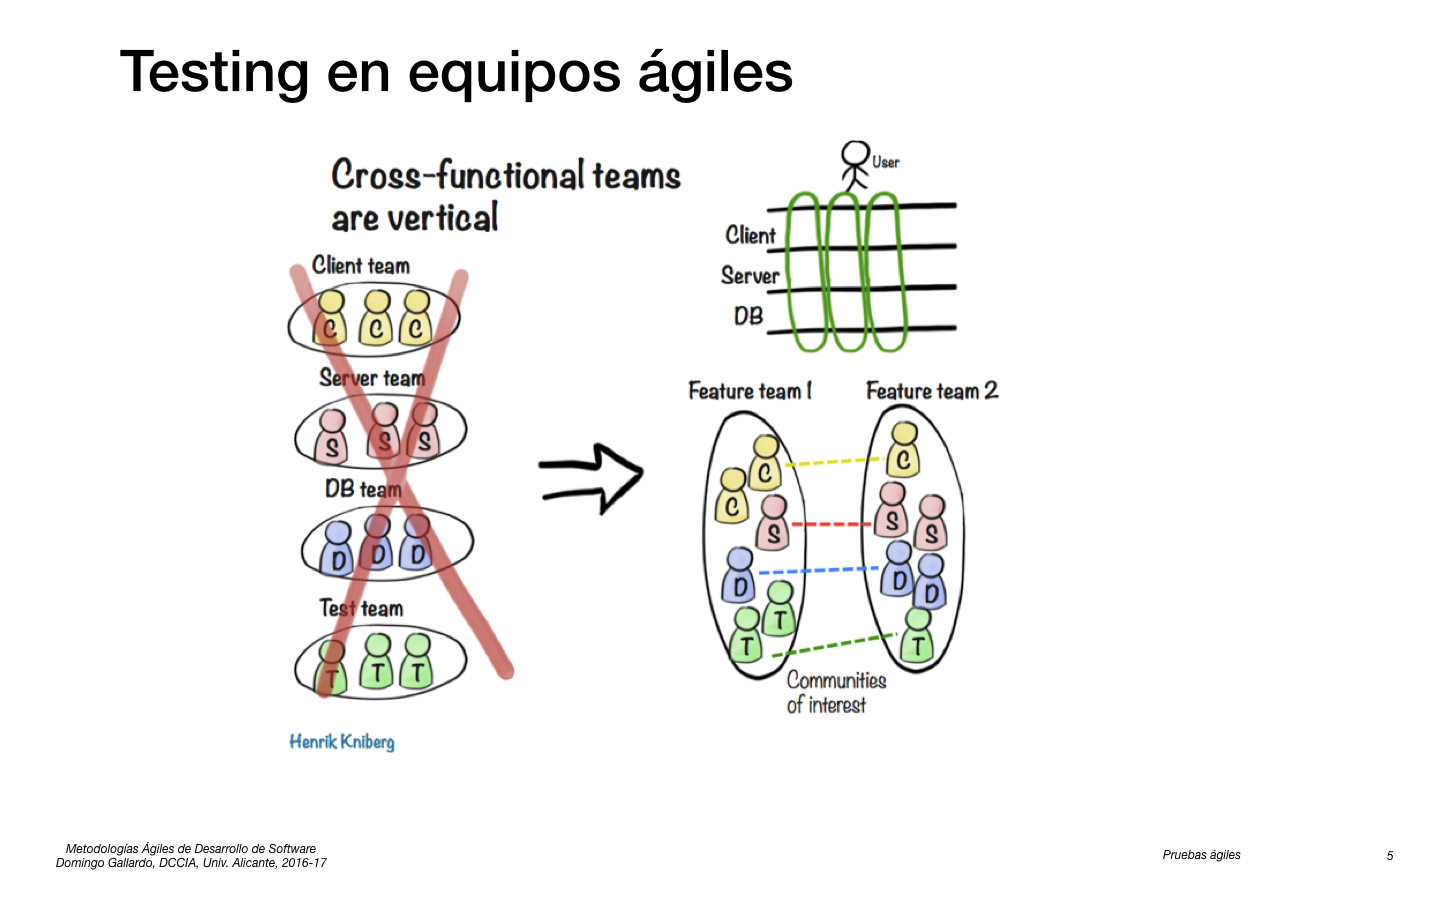 Testing en equipos ágiles
Cross-functional teams
are vertical
User
Client
Server
DB
Client team
C C C
Server team
S S S
DB team
D D D
Test team
T T T
Feature team 1
C
C
S
D
T
T
Feature team 2
C
S
S
D
D
T
Communities
of interest
Henrik Kniberg
Metodologías Ágiles de Desarrollo de Software
Domingo Gallardo, DCCIA, Univ. Alicante, 2016-17
Pruebas ágiles
5